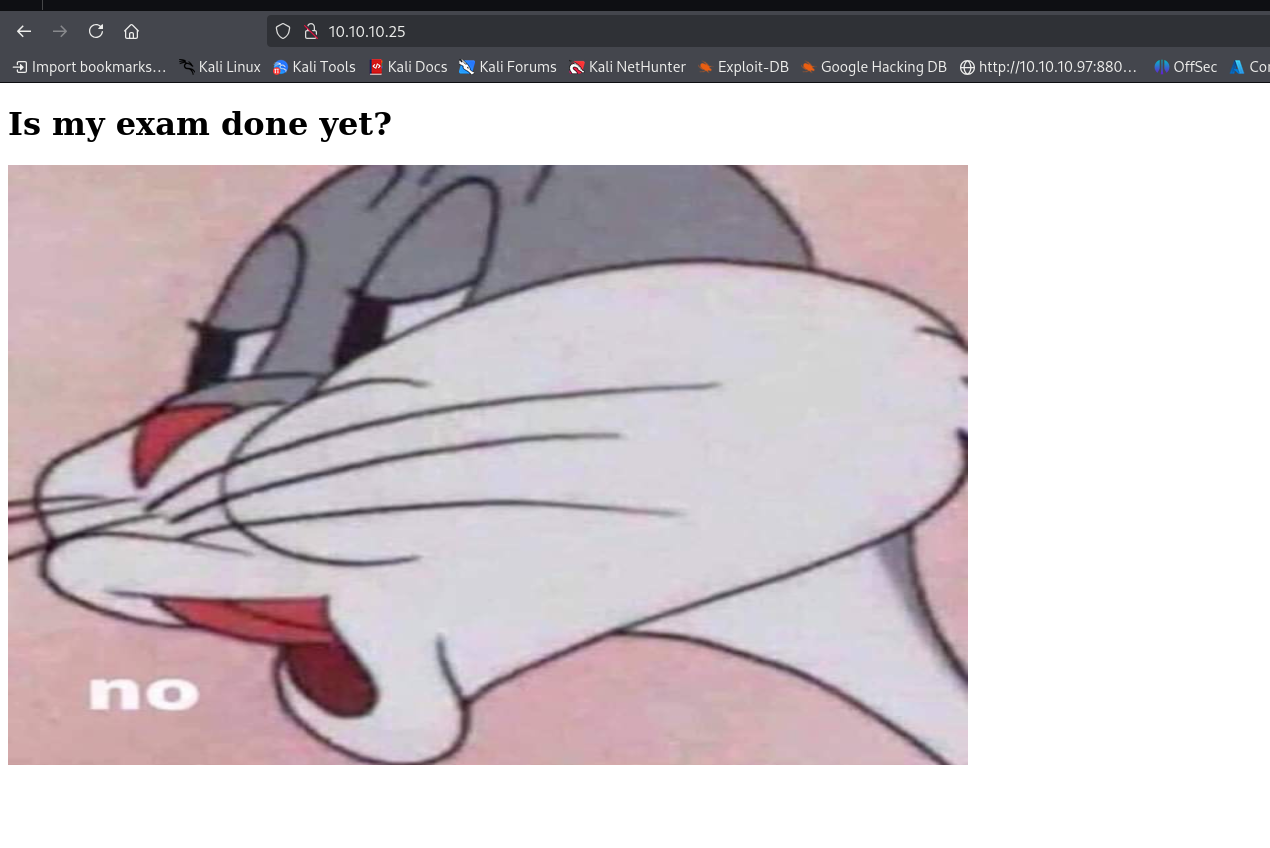 10.10.10.25
Import bookmarks… Kali Linux Kali Tools Kali Docs Kali Forums Kali NetHunter Exploit-DB Google Hacking DB http://10.10.10.97:880… OffSec Co
Is my exam done yet?
no